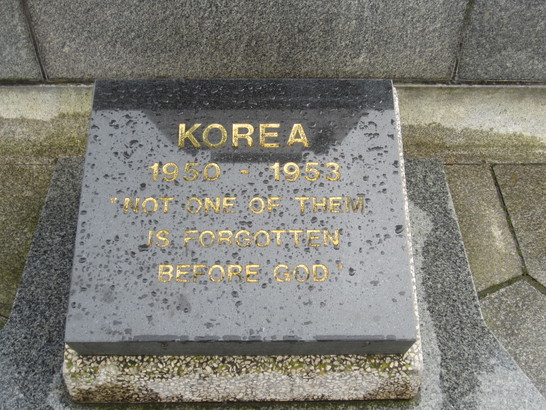 KOREA
1950 - 1953
"NOT ONE OF THEM
IS FORGOTTEN
BEFORE GOD"